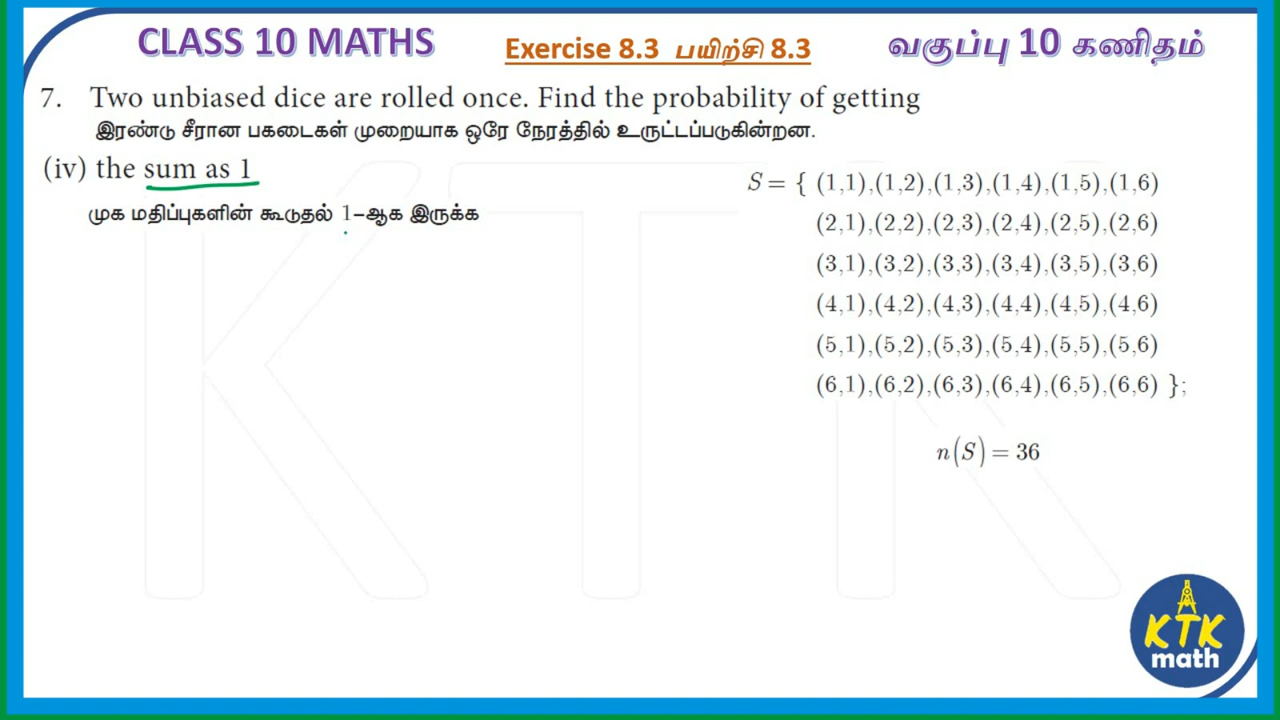 CLASS 10 MATHS Exercise 8.3 பயிற்சி 8.3 வகுப்பு 10 கணிதம்
7. Two unbiased dice are rolled once. Find the probability of getting
இரண்டு சீரான பகடைகள் முறையாக ஒரே நேரத்தில் உருட்டப்படுகின்றன.
(iv) the sum as 1
முக மதிப்புகளின் கூடுதல் 1–ஆக இருக்க
S = { (1,1),(1,2),(1,3),(1,4),(1,5),(1,6)
(2,1),(2,2),(2,3),(2,4),(2,5),(2,6)
(3,1),(3,2),(3,3),(3,4),(3,5),(3,6)
(4,1),(4,2),(4,3),(4,4),(4,5),(4,6)
(5,1),(5,2),(5,3),(5,4),(5,5),(5,6)
(6,1),(6,2),(6,3),(6,4),(6,5),(6,6) };
n(S) = 36
KTK
math
K T K